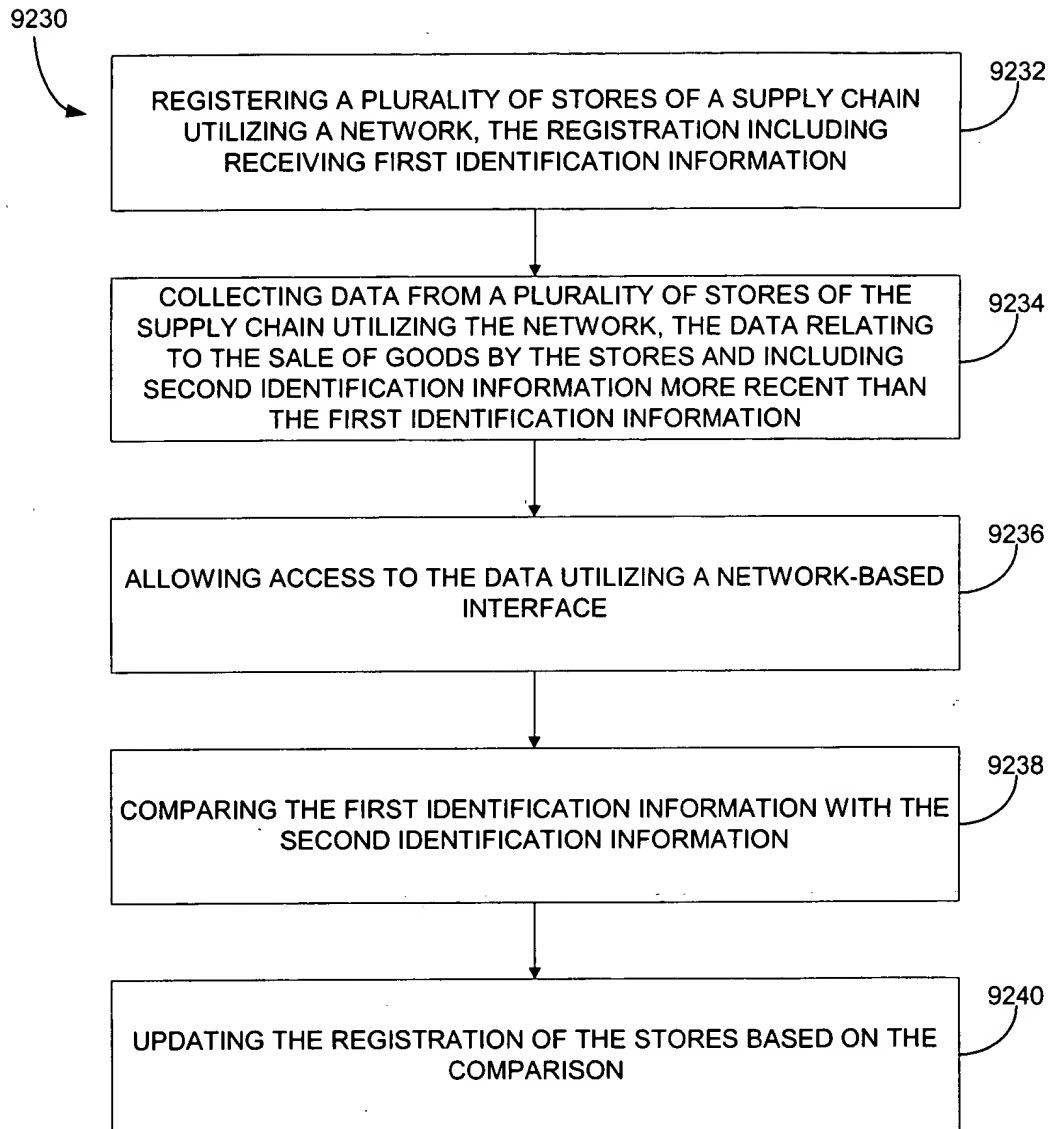 9230
9232
REGISTERING A PLURALITY OF STORES OF A SUPPLY CHAIN
UTILIZING A NETWORK, THE REGISTRATION INCLUDING
RECEIVING FIRST IDENTIFICATION INFORMATION
9234
COLLECTING DATA FROM A PLURALITY OF STORES OF THE
SUPPLY CHAIN UTILIZING THE NETWORK, THE DATA RELATING
TO THE SALE OF GOODS BY THE STORES AND INCLUDING
SECOND IDENTIFICATION INFORMATION MORE RECENT THAN
THE FIRST IDENTIFICATION INFORMATION
9236
ALLOWING ACCESS TO THE DATA UTILIZING A NETWORK-BASED
INTERFACE
9238
COMPARING THE FIRST IDENTIFICATION INFORMATION WITH THE
SECOND IDENTIFICATION INFORMATION
9240
UPDATING THE REGISTRATION OF THE STORES BASED ON THE
COMPARISON